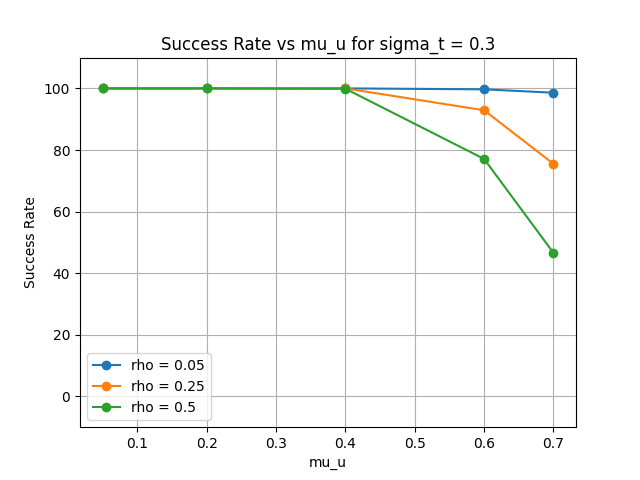 Success Rate vs mu_u for sigma_t = 0.3
Success Rate
100
80
60
40
20
0
rho = 0.05
rho = 0.25
rho = 0.5
0.1 0.2 0.3 0.4 0.5 0.6 0.7
mu_u